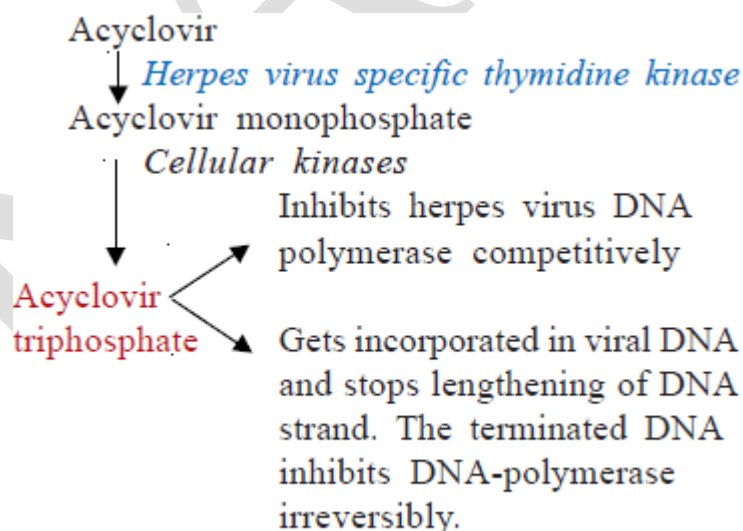 Acyclovir
Herpes virus specific thymidine kinase
Acyclovir monophosphate
Cellular kinases
Inhibits herpes virus DNA
polymerase competitively
Acyclovir
triphosphate
Gets incorporated in viral DNA
and stops lengthening of DNA
strand. The terminated DNA
inhibits DNA-polymerase
irreversibly.